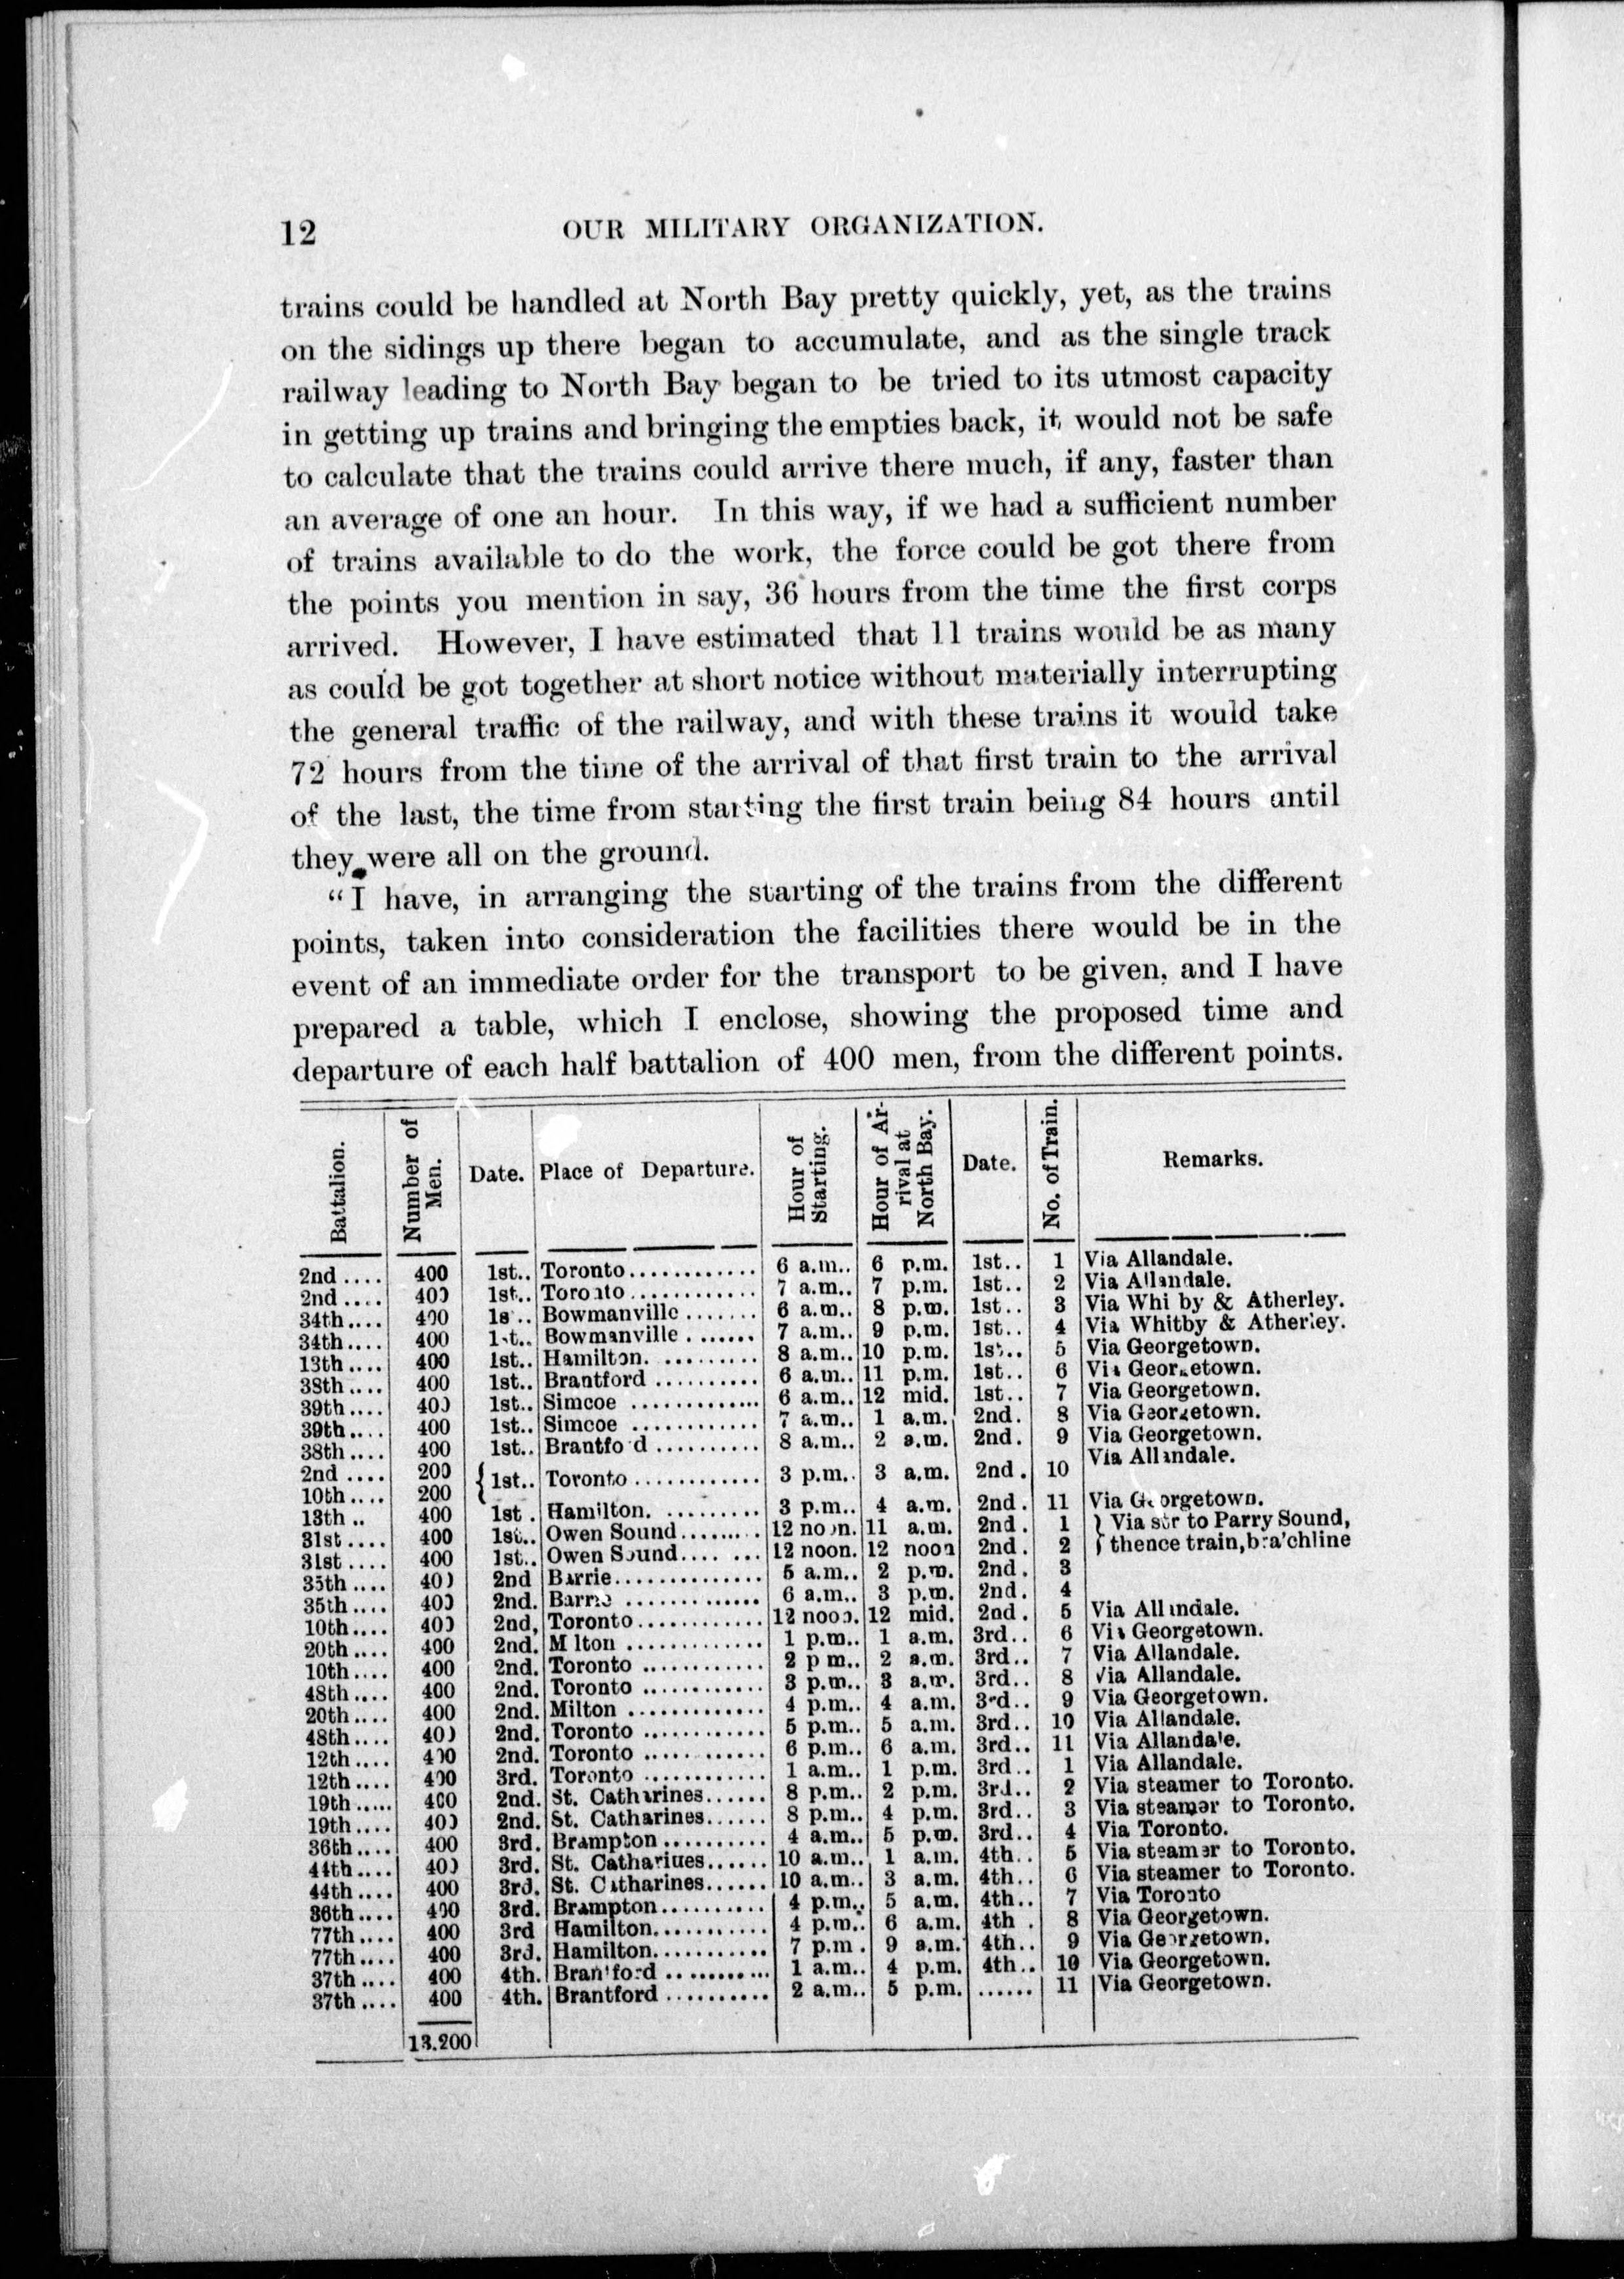 12 OUR MILITARY ORGANIZATION.
trains could be handled at North Bay pretty quickly, yet, as the trains
on the sidings up there began to accumulate, and as the single track
railway leading to North Bay began to be tried to its utmost capacity
in getting up trains and bringing the empties back, it would not be safe
to calculate that the trains could arrive there much, if any, faster than
an average of one an hour. In this way, if we had a sufficient number
of trains available to do the work, the force could be got there from
the points you mention in say, 36 hours from the time the first corps
arrived. However, I have estimated that 11 trains would be as many
as could be got together at short notice without materially interrupting
the general traffic of the railway, and with these trains it would take
72 hours from the time of the arrival of that first train to the arrival
of the last, the time from starting the first train being 84 hours until
they were all on the ground.
"I have, in arranging the starting of the trains from the different
points, taken into consideration the facilities there would be in the
event of an immediate order for the transport to be given, and I have
prepared a table, which I enclose, showing the proposed time and
departure of each half battalion of 400 men, from the different points.
Battalion. Number of Men. Date. Place of Departure. Hour of Starting. Hour of Ar-rival at North Bay. Date. No. of Train. Remarks.
2nd .... 400 1st.. Toronto............ 6 a.m.. 6 p.m. 1st.. 1 Via Allandale.
2nd .... 400 1st.. Toronto............ 7 a.m.. 7 p.m. 1st.. 2 Via Allandale.
34th.... 400 1s .. Bowmanville ....... 6 a.m.. 8 p.m. 1st.. 3 Via Whi by & Atherley.
34th.... 400 1st.. Bowmanville ....... 7 a.m.. 9 p.m. 1st.. 4 Via Whitby & Atherley.
13th.... 400 1st.. Hamilton. ......... 8 a.m.. 10 p.m. 1st.. 5 Via Georgetown.
38th.... 400 1st.. Brantford .......... 6 a.m.. 11 p.m. 1st.. 6 Via Georgetown.
39th.... 400 1st.. Simcoe ............. 6 a.m.. 12 mid. 1st.. 7 Via Georgetown.
39th.... 400 1st.. Simcoe ............ 7 a.m.. 1 a.m. 2nd. 8 Via Georgetown.
38th.... 400 1st.. Brantfo d .......... 8 a.m.. 2 a.m. 2nd. 9 Via Georgetown.
2nd .... 200 { 1st.. Toronto............ 3 p.m.. 3 a.m. 2nd. 10 Via Allandale.
10th.... 200
13th .. 400 1st . Hamilton. ......... 3 p.m.. 4 a.m. 2nd. 11 Via Georgetown.
31st.... 400 1st.. Owen Sound........ 12 noon. 11 a.m. 2nd. 1 } Via str to Parry Sound,
31st.... 400 1st.. Owen Sound.... ... 12 noon. 12 noon 2nd. 2 } thence train, bra'chline
35th.... 400 2nd Barrie.............. 5 a.m.. 2 p.m. 2nd. 3
35th.... 400 2nd. Barrie ............. 6 a.m.. 3 p.m. 2nd. 4
10th.... 400 2nd, Toronto............ 12 noon. 12 mid. 2nd. 5 Via Allandale.
20th.... 400 2nd. M lton ............. 1 p.m.. 1 a.m. 3rd.. 6 Via Georgetown.
10th.... 400 2nd. Toronto ........... 2 p m.. 2 a.m. 3rd.. 7 Via Allandale.
48th.... 400 2nd. Toronto ........... 3 p.m.. 3 a.m. 3rd.. 8 Via Allandale.
20th.... 400 2nd. Milton ............. 4 p.m.. 4 a.m. 3rd.. 9 Via Georgetown.
48th.... 400 2nd. Toronto ........... 5 p.m.. 5 a.m. 3rd.. 10 Via Allandale.
12th.... 400 2nd. Toronto ........... 6 p.m.. 6 a.m. 3rd.. 11 Via Allandale.
12th.... 400 3rd. Toronto ............ 1 a.m.. 1 p.m. 3rd.. 1 Via Allandale.
19th..... 400 2nd. St. Catharines...... 8 p.m.. 2 p.m. 3rd.. 2 Via steamer to Toronto.
19th.... 400 2nd. St. Catharines...... 8 p.m.. 4 p.m. 3rd.. 3 Via steamer to Toronto.
36th.... 400 3rd. Brampton.......... 4 a.m.. 5 p.m. 3rd.. 4 Via Toronto.
44th.... 400 3rd. St. Catharines...... 10 a.m.. 1 a.m. 4th.. 5 Via steamer to Toronto.
44th.... 400 3rd. St. Catharines...... 10 a.m.. 3 a.m. 4th.. 6 Via steamer to Toronto.
36th.... 400 3rd. Brampton.......... 4 p.m.. 5 a.m. 4th.. 7 Via Toronto
77th.... 400 3rd Hamilton........... 4 p.m.. 6 a.m. 4th . 8 Via Georgetown.
77th.... 400 3rd. Hamilton........... 7 p.m . 9 a.m. 4th.. 9 Via Georgetown.
37th.... 400 4th. Brantford .......... 1 a.m.. 4 p.m. 4th.. 10 Via Georgetown.
37th.... 400 4th. Brantford .......... 2 a.m.. 5 p.m. ...... 11 Via Georgetown.
13.200